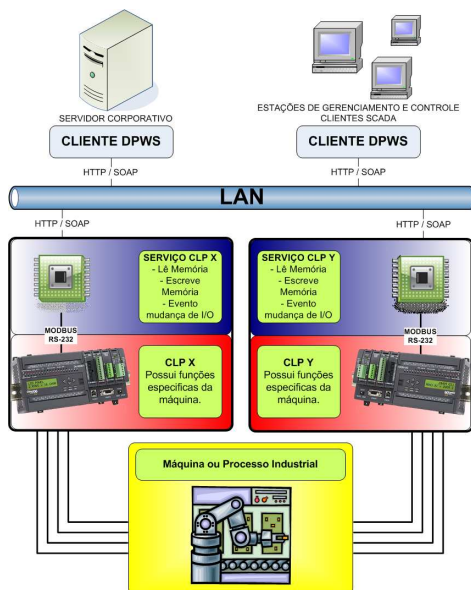 SERVIDOR CORPORATIVO
CLIENTE DPWS
ESTAÇÕES DE GERENCIAMENTO E CONTROLE
CLIENTES SCADA
CLIENTE DPWS
HTTP / SOAP
HTTP / SOAP
LAN
HTTP / SOAP
HTTP / SOAP
SERVIÇO CLP X
- Lê Memória
- Escreve
Memória
- Evento
mudança de I/O
MODBUS
RS-232
CLP X
Possui funções
especificas da
máquina.
SERVIÇO CLP Y
- Lê Memória
- Escreve
Memória
- Evento
mudança de I/O
MODBUS
RS-232
CLP Y
Possui funções
especificas da
máquina.
Máquina ou Processo Industrial